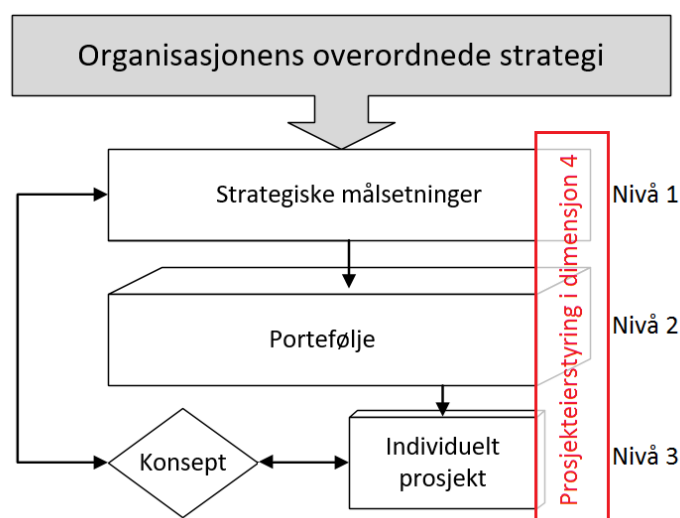 Organisasjonens overordnede strategi
Strategiske målsetninger
Nivå 1
Portefølje
Nivå 2
Konsept
Individuelt
prosjekt
Nivå 3
Prosjekteierstyring i dimensjon 4